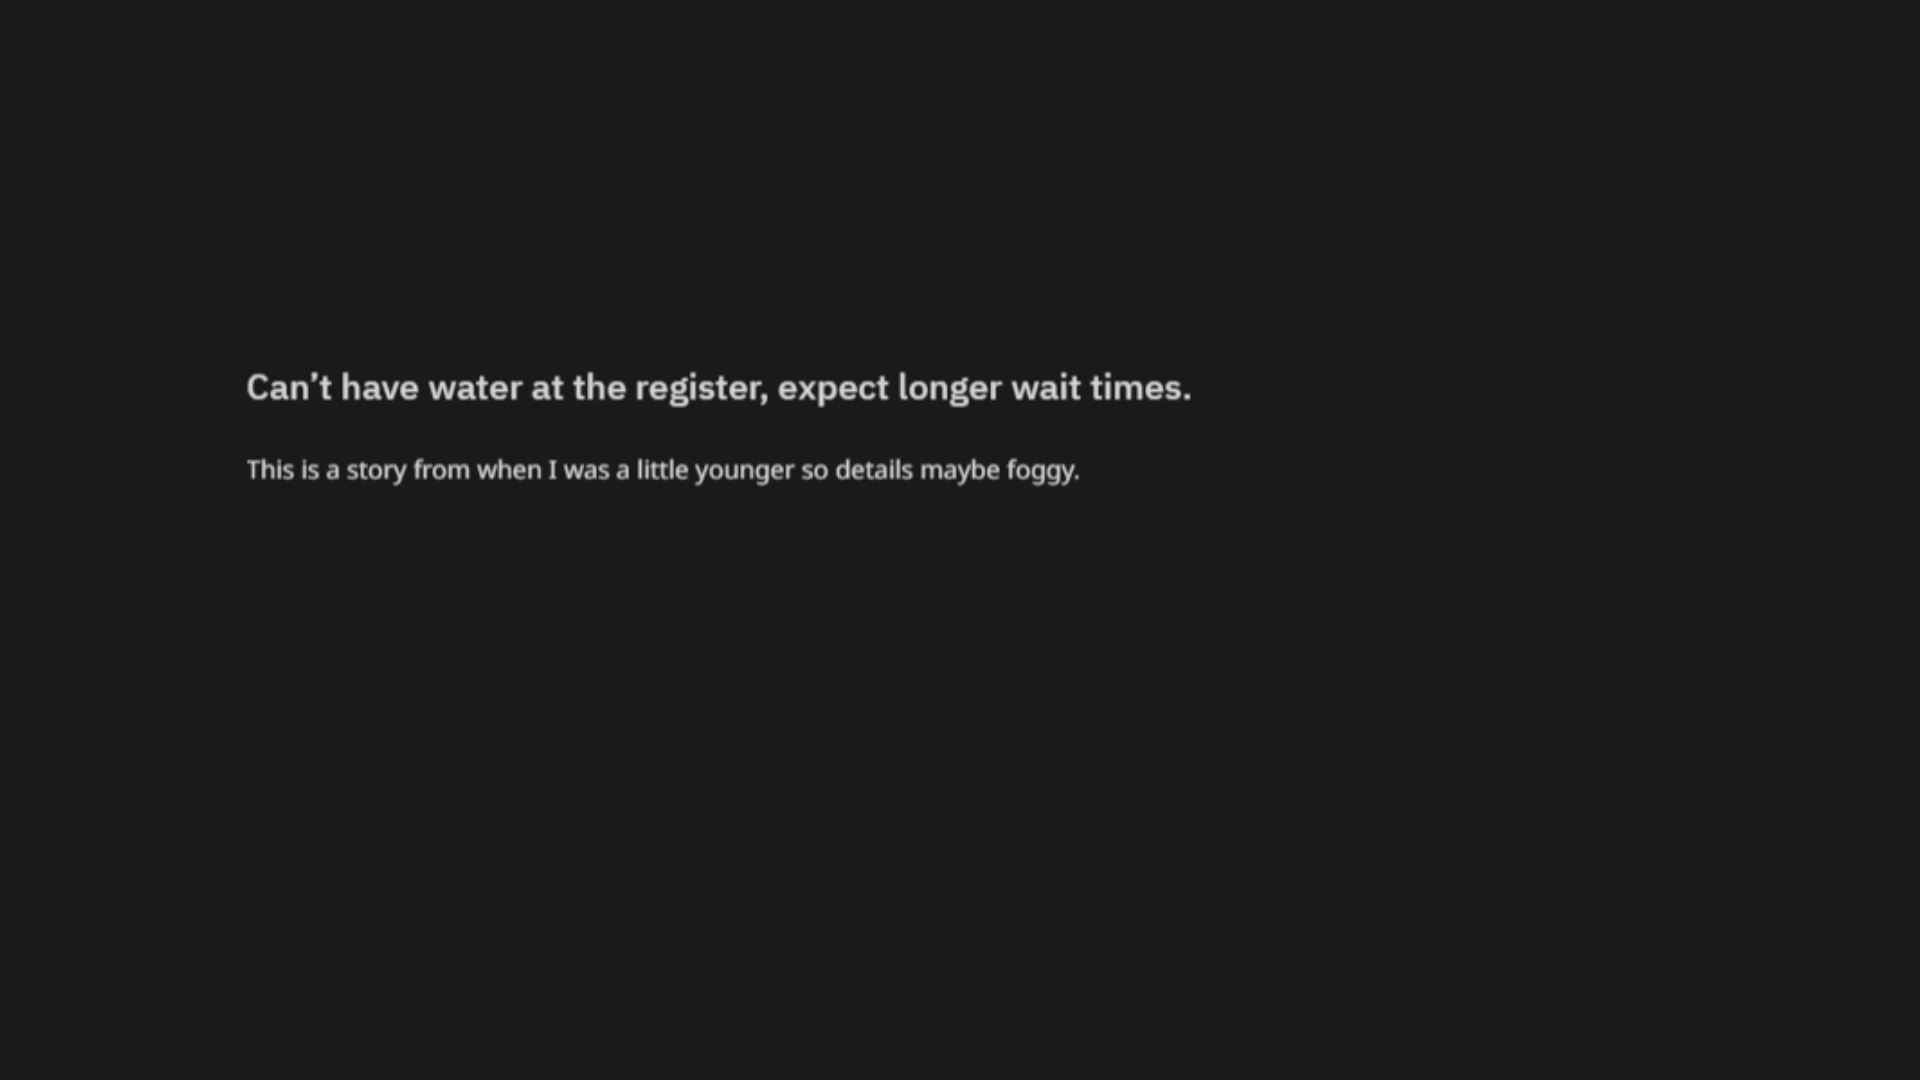 Can’t have water at the register, expect longer wait times.
This is a story from when I was a little younger so details maybe foggy.